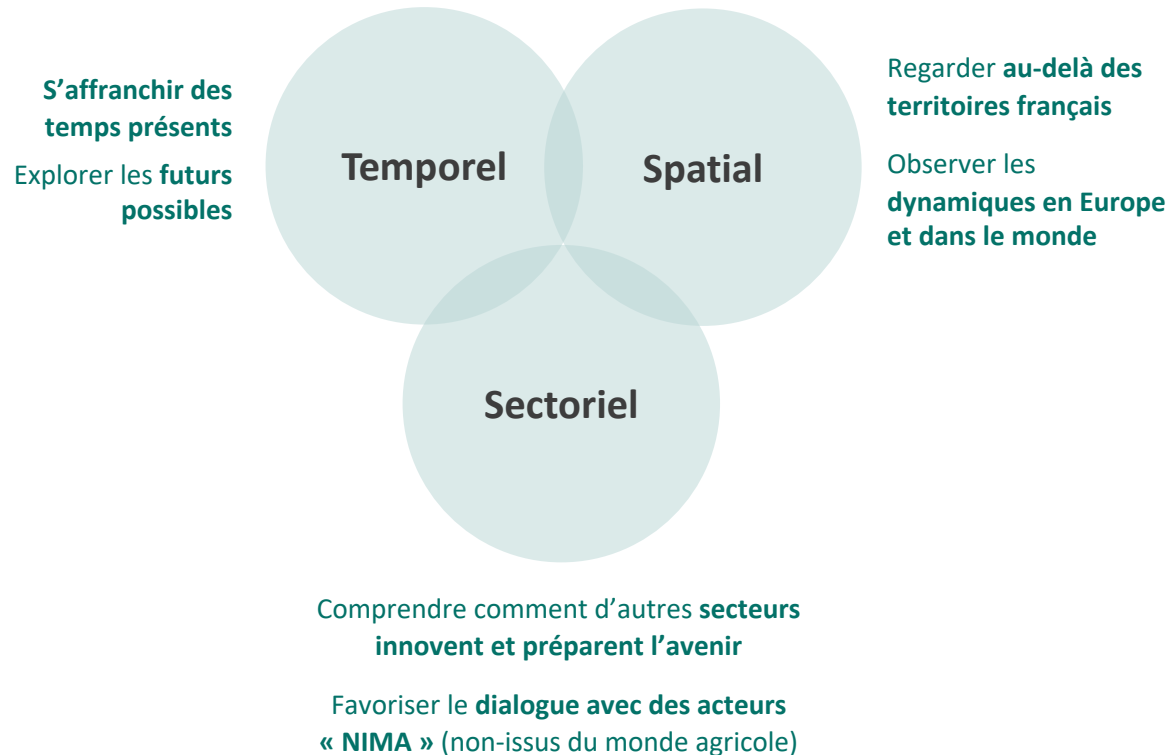 S’affranchir des
temps présents
Explorer les futurs
possibles
Temporel
Spatial
Regarder au-delà des
territoires français
Observer les
dynamiques en Europe
et dans le monde
Sectoriel
Comprendre comment d’autres secteurs
innovent et préparent l’avenir
Favoriser le dialogue avec des acteurs
« NIMA » (non-issus du monde agricole)